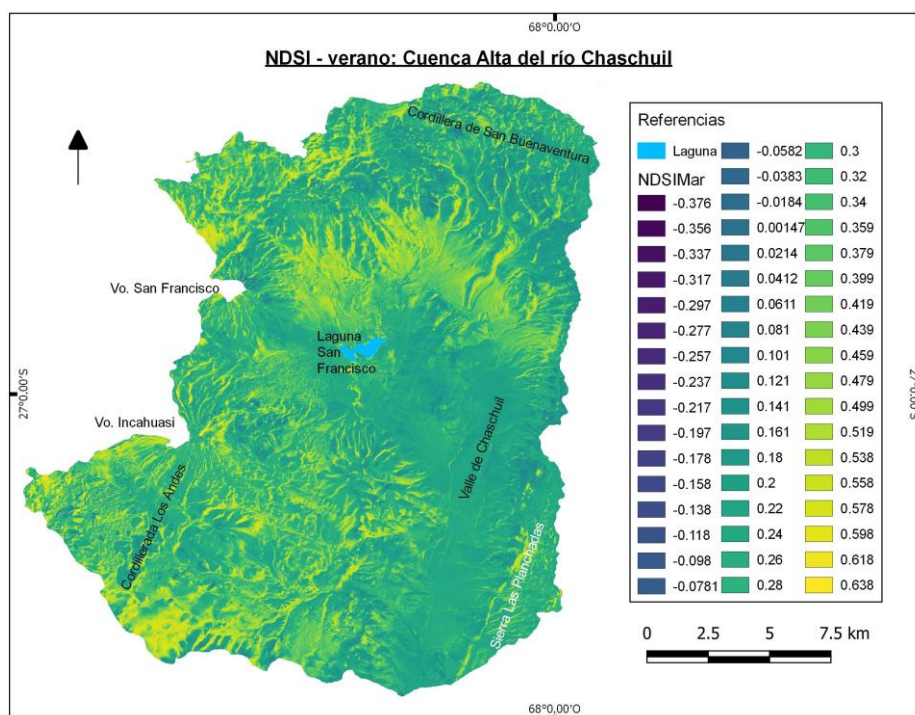 68°0.00'O
NDSI - verano: Cuenca Alta del río Chaschuil
Cordillera de San Buenaventura
Vo. San Francisco
Laguna
San
Francisco
27°0.00'S
27°0.00'S
Vo. Incahuasi
Valle de Chaschuil
Cordillerada Los Andes
Sierra Las Planchadas
68°0.00'O
Referencias
Laguna
NDSIMar
-0.376
-0.356
-0.337
-0.317
-0.297
-0.277
-0.257
-0.237
-0.217
-0.197
-0.178
-0.158
-0.138
-0.118
-0.098
-0.0781
-0.0582
-0.0383
-0.0184
0.00147
0.0214
0.0412
0.0611
0.081
0.101
0.121
0.141
0.161
0.18
0.2
0.22
0.24
0.26
0.28
0.3
0.32
0.34
0.359
0.379
0.399
0.419
0.439
0.459
0.479
0.499
0.519
0.538
0.558
0.578
0.598
0.618
0.638
0 2.5 5 7.5 km